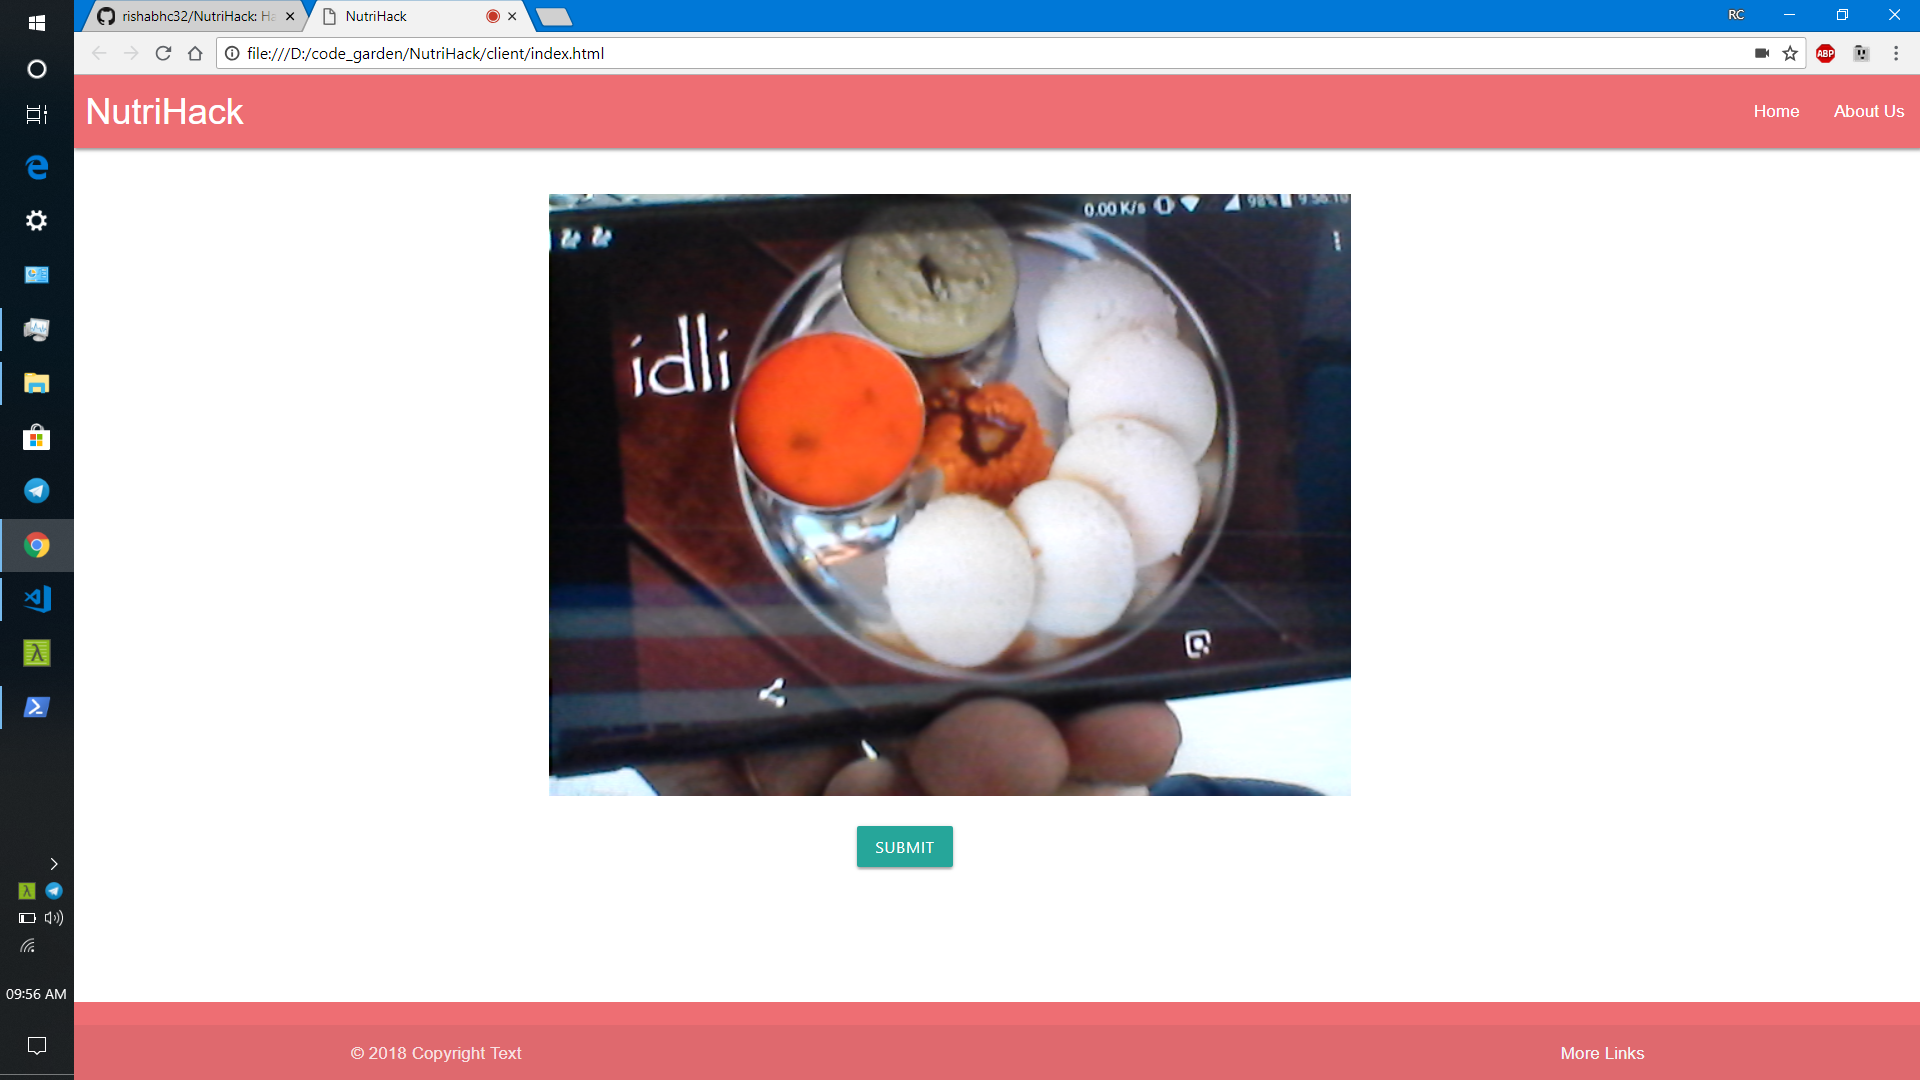 rishabhc32/NutriHack: Ha
NutriHack
RC
file:///D:/code_garden/NutriHack/client/index.html
ABP
NutriHack
Home
About Us
0.00 K/s
98%
9:56:10
idli
SUBMIT
09:56 AM
© 2018 Copyright Text
More Links